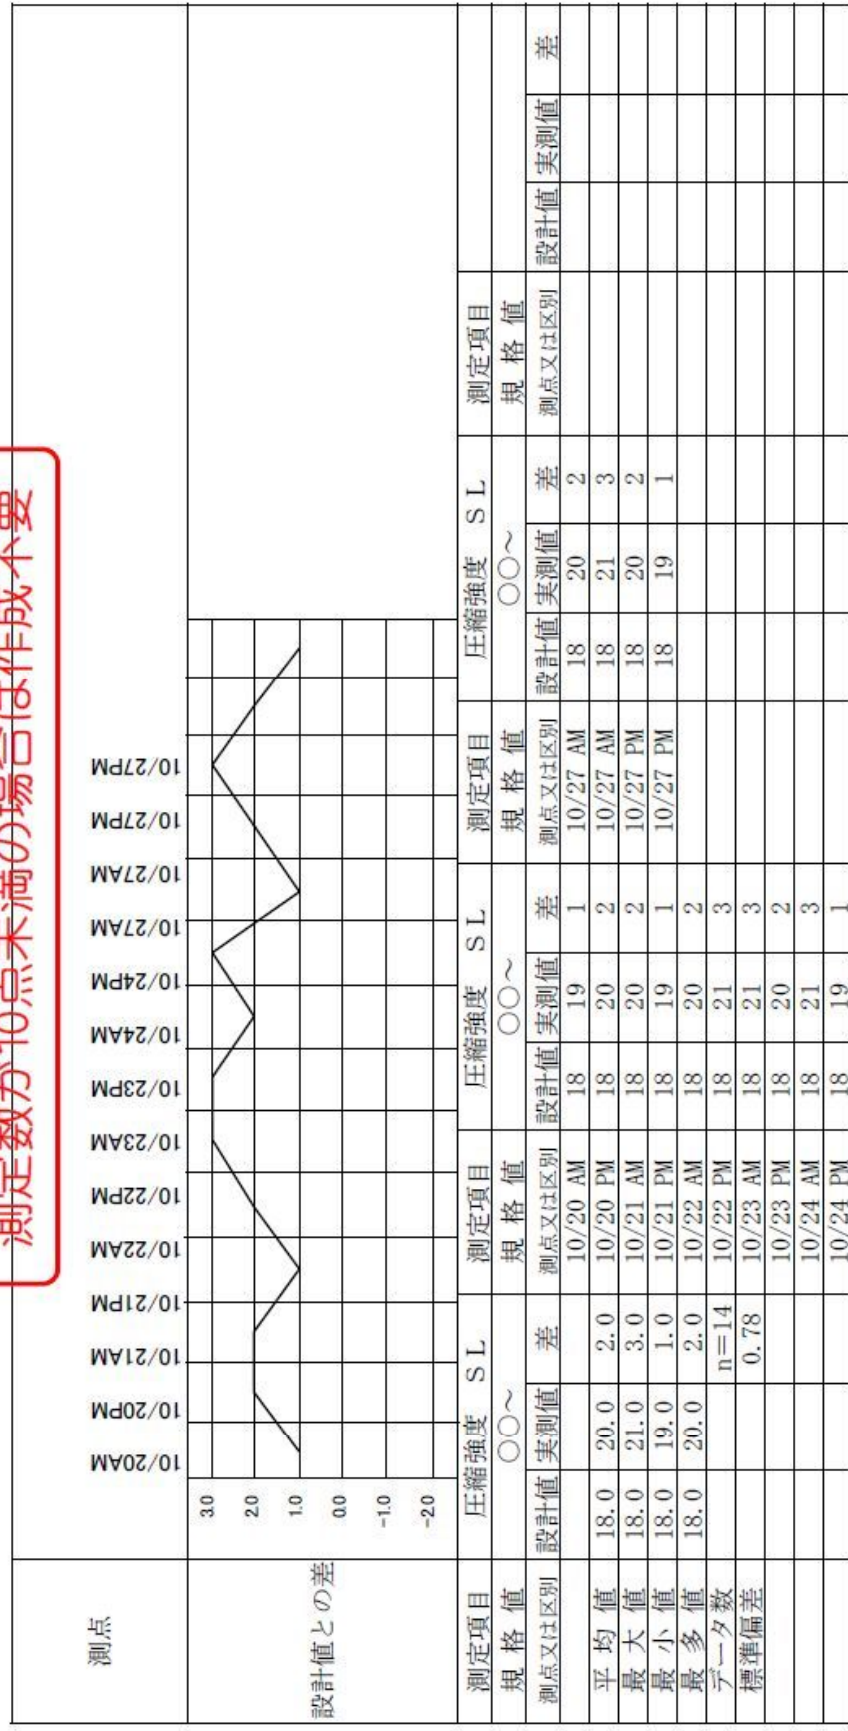 測定数が10点未満の場合は作成不要
測点
10/20AM 10/20PM 10/21AM 10/21PM 10/22AM 10/22PM 10/23AM 10/23PM 10/24AM 10/24PM 10/27AM 10/27AM 10/27PM 10/27PM
設計値との差
3.0
2.0
1.0
0.0
-1.0
-2.0
測定項目 圧縮強度 SL 測定項目 圧縮強度 SL 測定項目 圧縮強度 SL 測定項目
規格値 〇〇~ 規格値 〇〇~ 規格値 〇〇~ 規格値
測点又は区別 設計値 実測値 差 測点又は区別 設計値 実測値 差 測点又は区別 設計値 実測値 差 測点又は区別 設計値 実測値 差
10/20 AM 18 19 1 10/27 AM 18 20 2
平均値 18.0 20.0 2.0 10/20 PM 18 20 2 10/27 AM 18 21 3
最大値 18.0 21.0 3.0 10/21 AM 18 20 2 10/27 PM 18 20 2
最小値 18.0 19.0 1.0 10/21 PM 18 19 1 10/27 PM 18 19 1
最多値 18.0 20.0 2.0 10/22 AM 18 20 2
データ数 n=14 10/22 PM 18 21 3
標準偏差 0.78 10/23 AM 18 21 3
10/23 PM 18 20 2
10/24 AM 18 21 3
10/24 PM 18 19 1